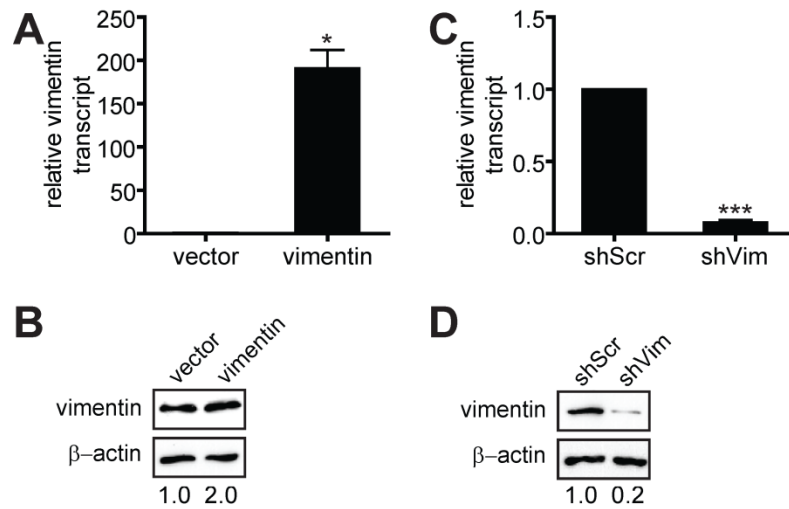 A
relative vimentin
transcript
250
200
150
100
50
0
*
vector
vimentin
C
relative vimentin
transcript
1.5
1.0
0.5
0.0
***
shScr
shVim
B
vector
vimentin
vimentin
β–actin
1.0 2.0
D
shScr
shVim
vimentin
β–actin
1.0 0.2